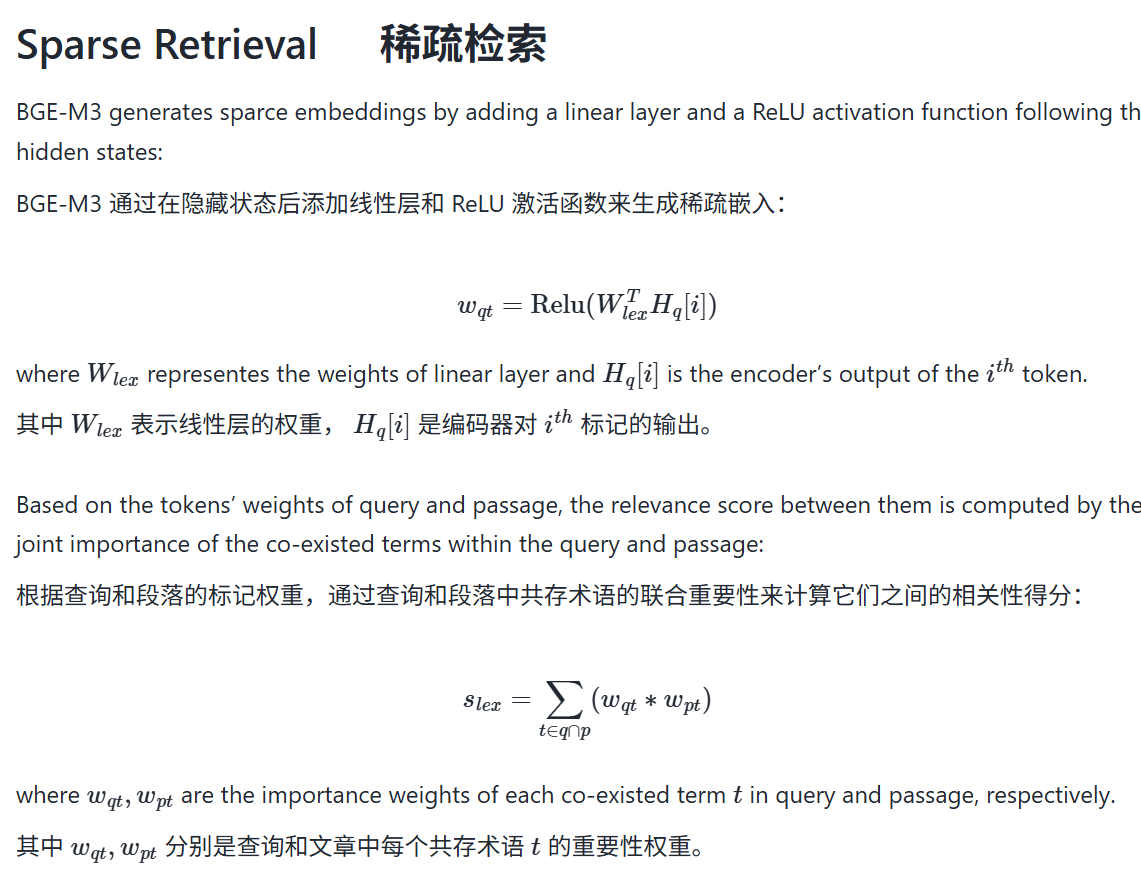 Sparse Retrieval 稀疏检索
BGE-M3 generates sparce embeddings by adding a linear layer and a ReLU activation function following th
hidden states:
BGE-M3 通过在隐藏状态后添加线性层和 ReLU 激活函数来生成稀疏嵌入：
$w_{qt} = \text{Relu}(W_{lex}^T H_q[i])$
where $W_{lex}$ representes the weights of linear layer and $H_q[i]$ is the encoder’s output of the $i^{th}$ token.
其中 $W_{lex}$ 表示线性层的权重， $H_q[i]$ 是编码器对 $i^{th}$ 标记的输出。
Based on the tokens’ weights of query and passage, the relevance score between them is computed by the
joint importance of the co-existed terms within the query and passage:
根据查询和段落的标记权重，通过查询和段落中共存术语的联合重要性来计算它们之间的相关性得分：
$s_{lex} = \sum_{t \in q \cap p} (w_{qt} * w_{pt})$
where $w_{qt}, w_{pt}$ are the importance weights of each co-existed term $t$ in query and passage, respectively.
其中 $w_{qt}, w_{pt}$ 分别是查询和文章中每个共存术语 $t$ 的重要性权重。